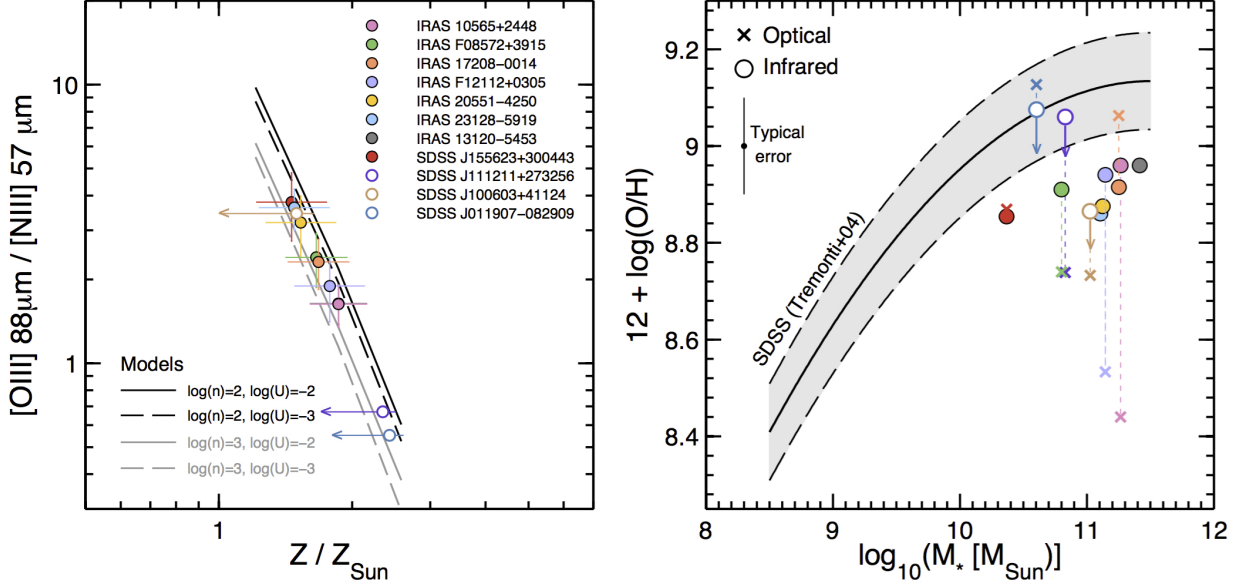 [OIII] 88μm / [NIII] 57 μm
10
1
IRAS 10565+2448
IRAS F08572+3915
IRAS 17208-0014
IRAS F12112+0305
IRAS 20551-4250
IRAS 23128-5919
IRAS 13120-5453
SDSS J155623+300443
SDSS J111211+273256
SDSS J100603+41124
SDSS J011907-082909
Models
log(n)=2, log(U)=-2
log(n)=2, log(U)=-3
log(n)=3, log(U)=-2
log(n)=3, log(U)=-3
1
Z / Z_Sun
12 + log(O/H)
9.2
9
8.8
8.6
8.4
Optical
Infrared
Typical
error
SDSS (Tremonti+04)
8
9
10
11
12
log10(M* [M_Sun)]